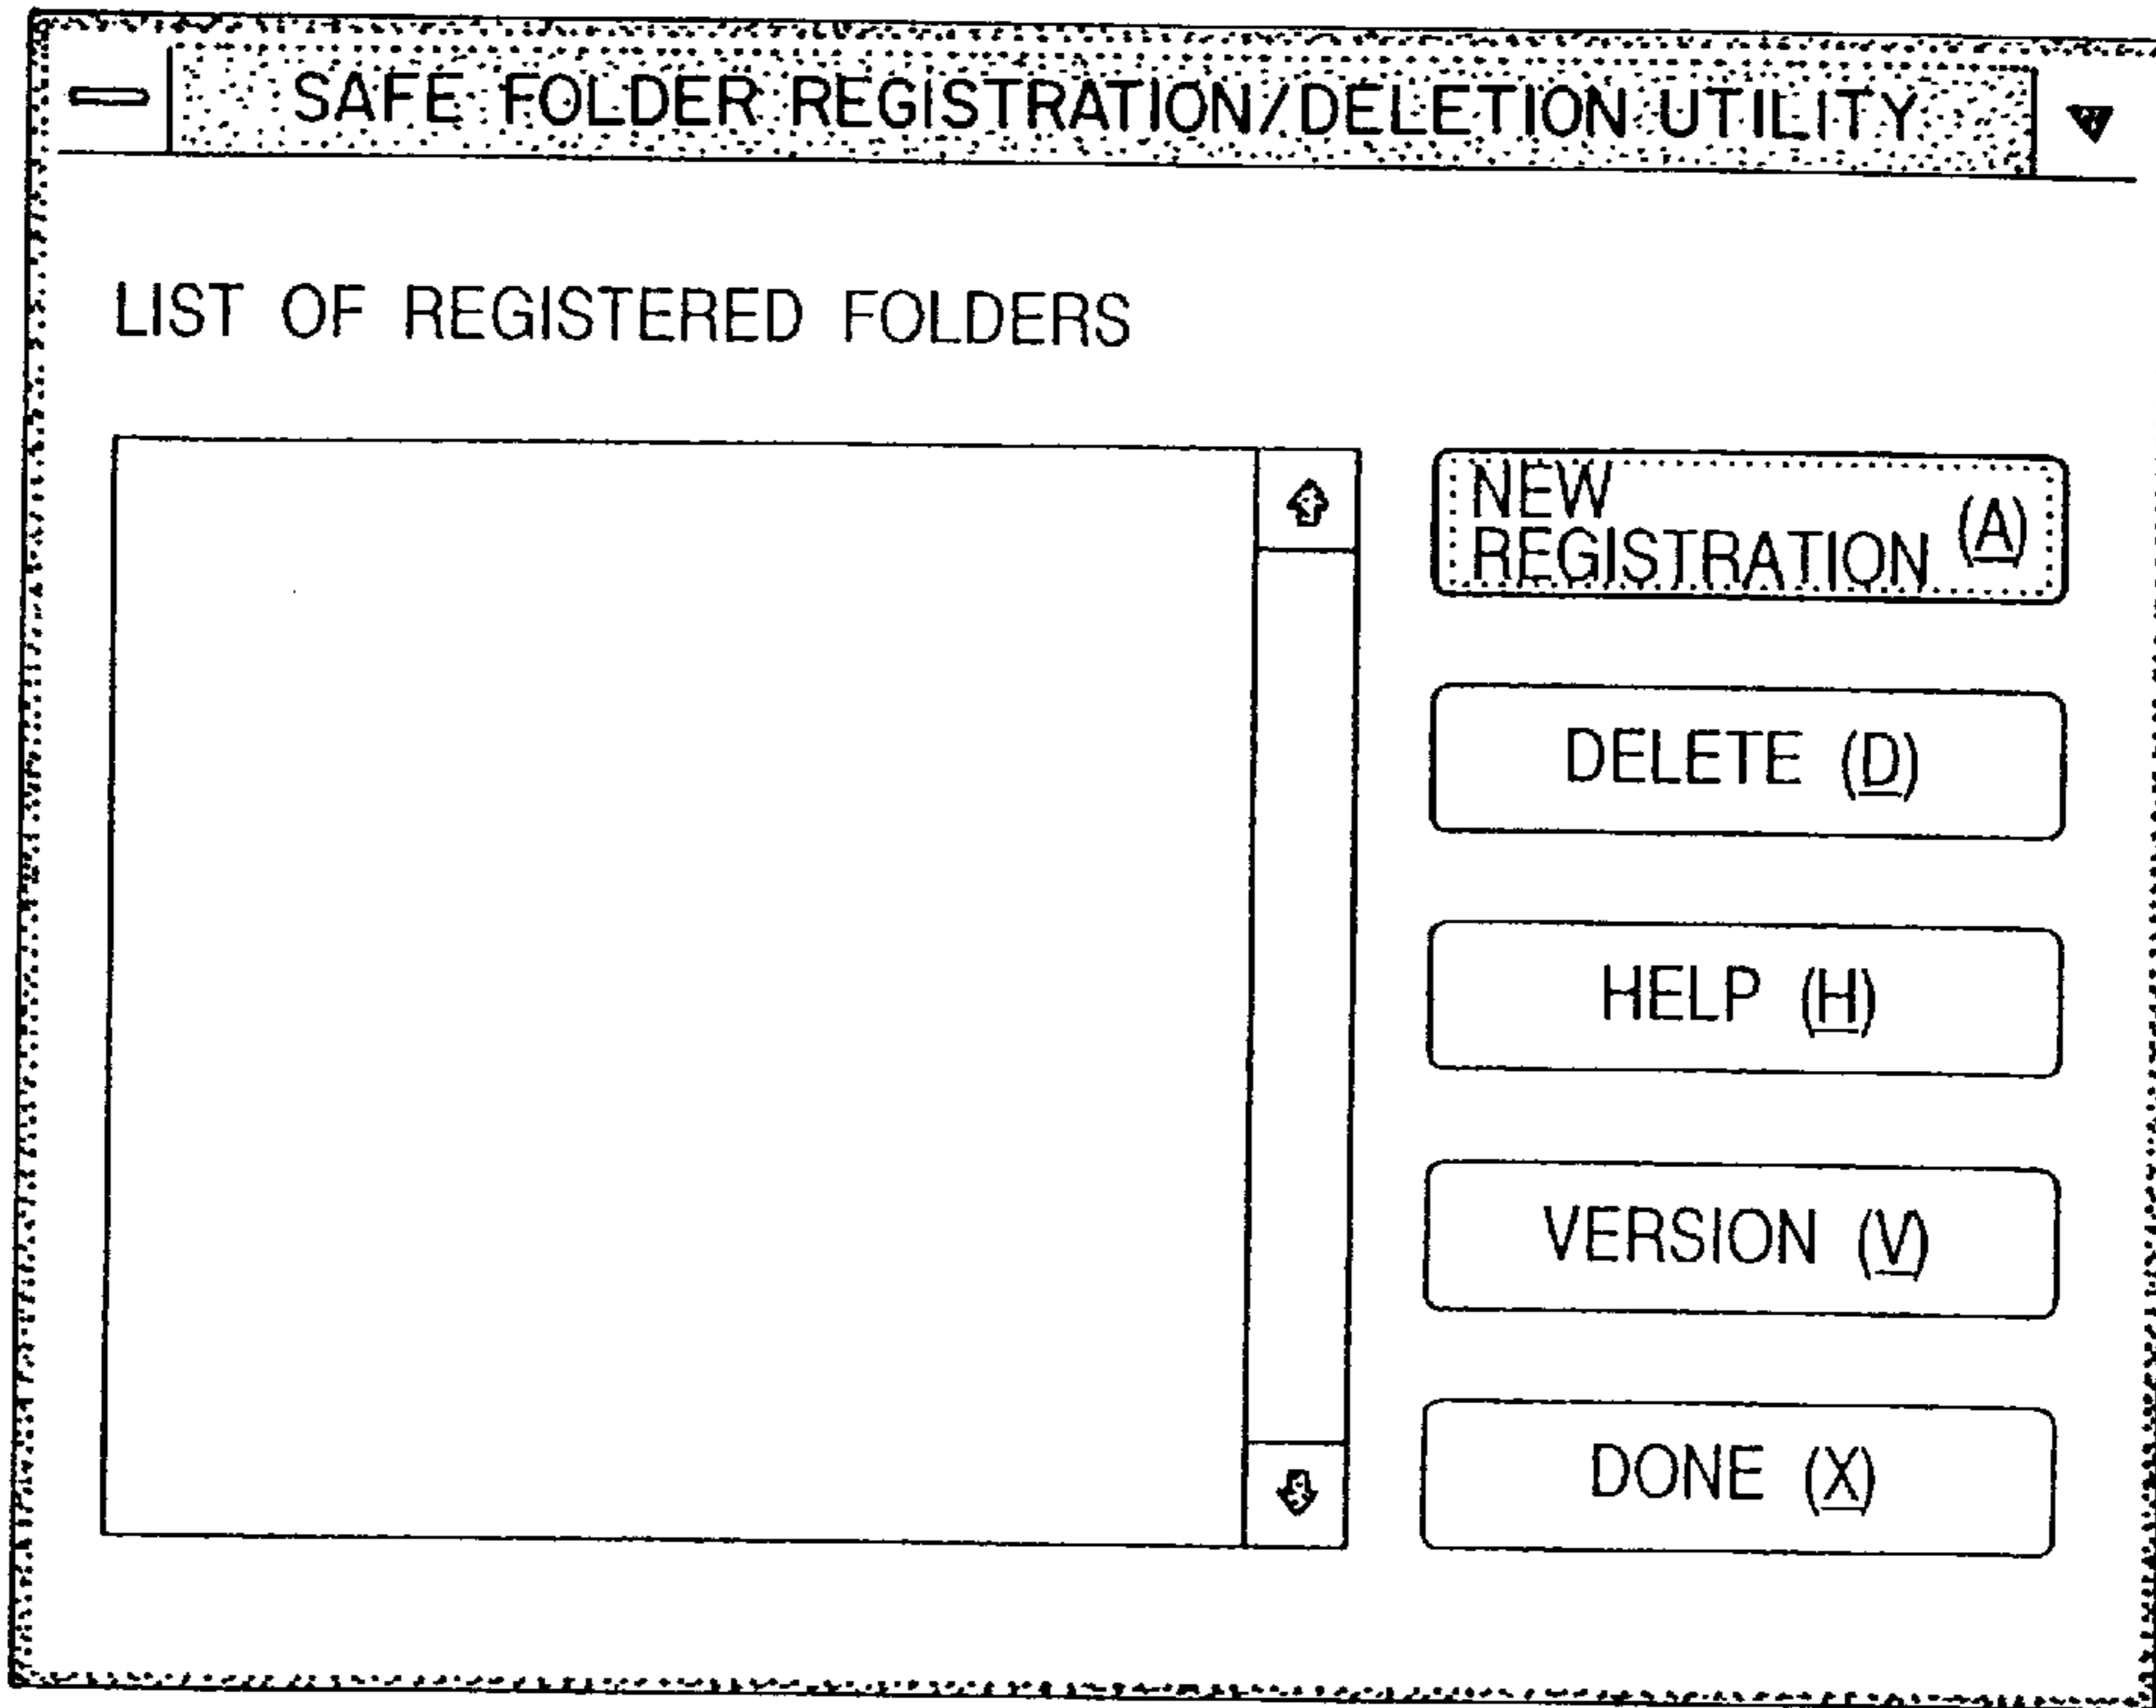 SAFE FOLDER REGISTRATION/DELETION UTILITY
LIST OF REGISTERED FOLDERS
NEW
REGISTRATION (A)
DELETE (D)
HELP (H)
VERSION (V)
DONE (X)